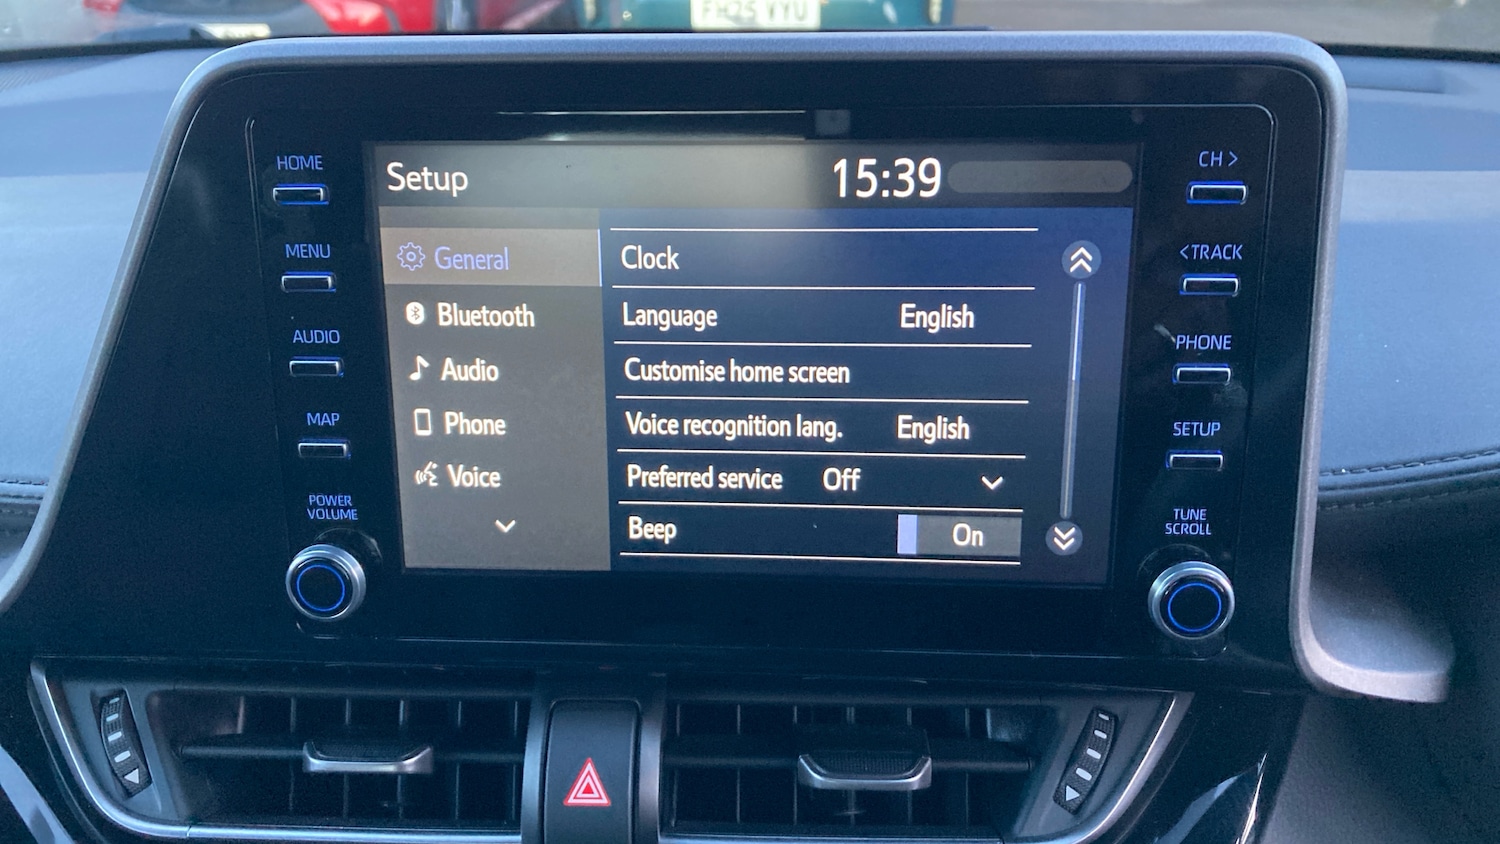 HOME
MENU
AUDIO
MAP
POWER
VOLUME
Setup
15:39
General
Bluetooth
Audio
Phone
Voice
Clock
Language English
Customise home screen
Voice recognition lang. English
Preferred service Off
Beep On
CH >
<TRACK
PHONE
SETUP
TUNE
SCROLL